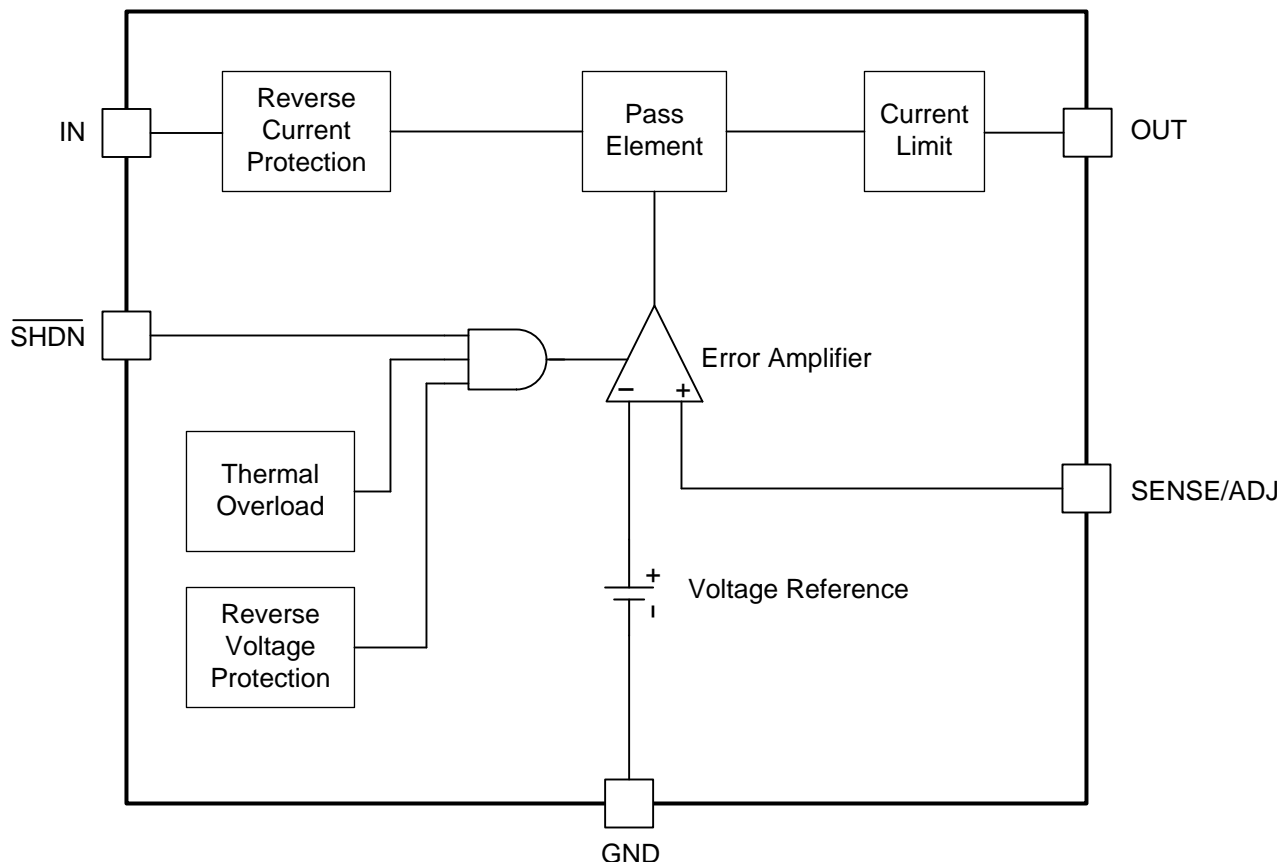 Reverse
Current
Protection
Pass
Element
Current
Limit
IN
OUT
SHDN
Error Amplifier
− +
Thermal
Overload
SENSE/ADJ
+
Voltage Reference
−
Reverse
Voltage
Protection
GND